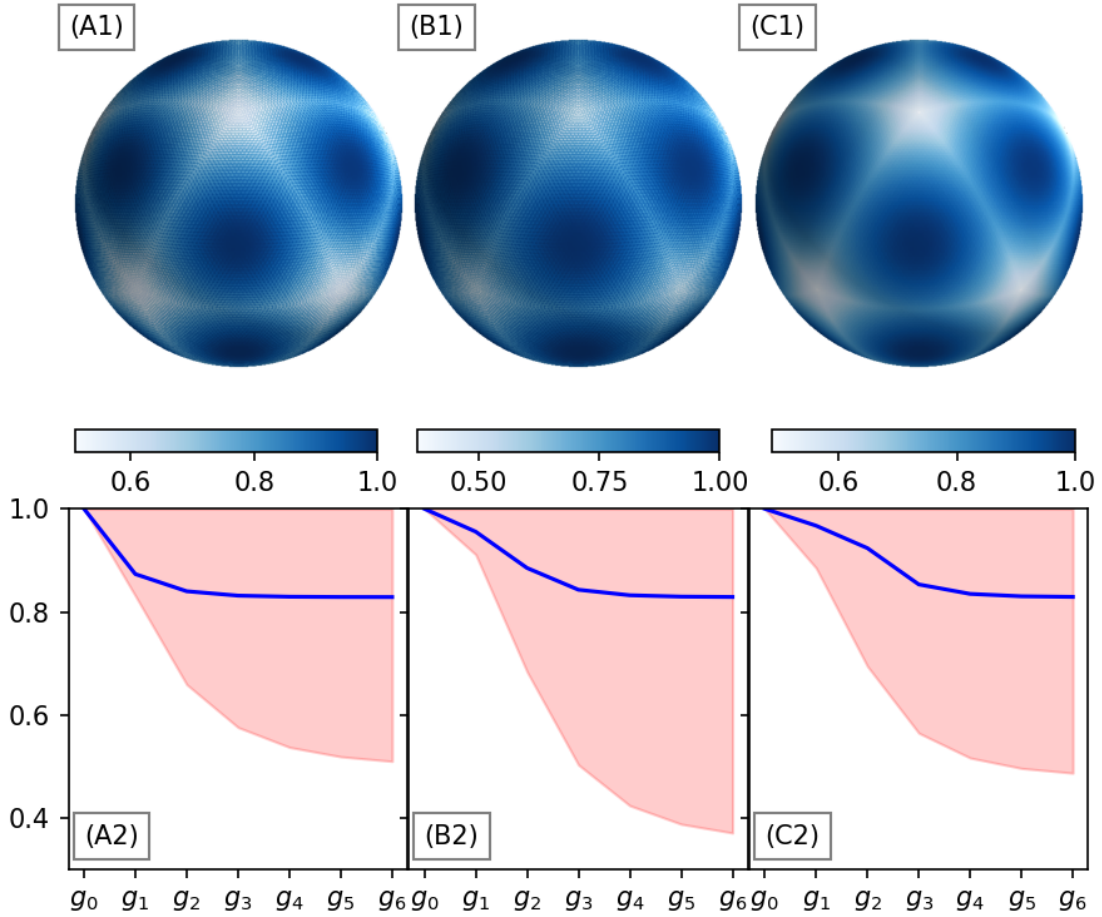 (A1) (B1) (C1)
0.6 0.8 1.0 0.50 0.75 1.00 0.6 0.8 1.0
1.0
0.8
0.6
0.4
(A2) (B2) (C2)
g₀ g₁ g₂ g₃ g₄ g₅ g₆ g₀ g₁ g₂ g₃ g₄ g₅ g₆ g₀ g₁ g₂ g₃ g₄ g₅ g₆